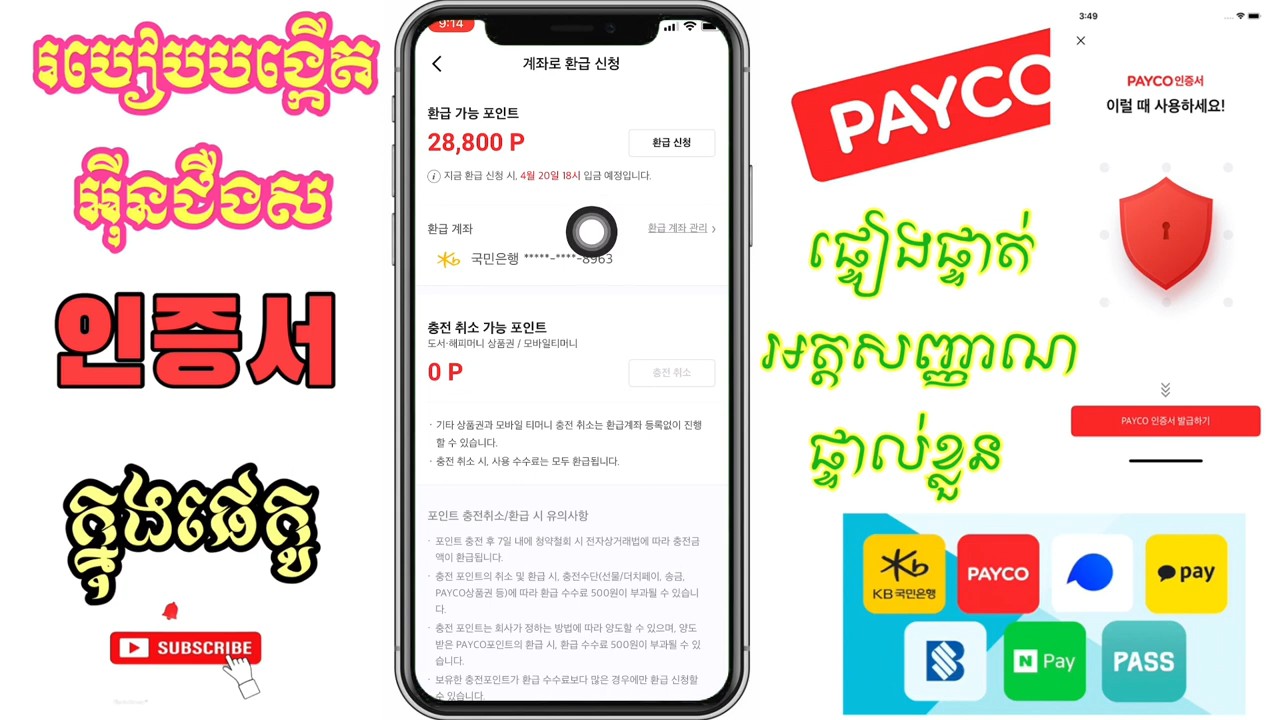 របៀបបង្កើត
អ៊ីនជឺងស
인증서
ក្នុងផេកូ
SUBSCRIBE
9:14
계좌로 환급 신청
환급 가능 포인트
28,800 P
환급 신청
지금 환급 신청 시, 4월 20일 18시 입금 예정입니다.
환급 계좌
환급 계좌 관리 >
국민은행 *****-****-8963
충전 취소 가능 포인트
도서·해피머니 상품권 / 모바일티머니
0 P
충전 취소
· 기타 상품권과 모바일 티머니 충전 취소는 환급계좌 등록없이 진행
할 수 있습니다.
· 충전 취소 시, 사용 수수료는 모두 환급됩니다.
포인트 충전취소/환급 시 유의사항
· 포인트 충전 후 7일 내에 청약철회 시 전자상거래법에 따라 충전금
액이 환급됩니다.
· 충전 포인트의 취소 및 환급 시, 충전수단(선물/더치페이, 송금,
PAYCO상품권 등)에 따라 환급 수수료 500원이 부과될 수 있습니
다.
· 충전 포인트는 회사가 정하는 방법에 따라 양도할 수 있으며, 양도
받은 PAYCO포인트의 환급 시, 환급 수수료 500원이 부과될 수 있
습니다.
· 보유한 충전포인트가 환급 수수료보다 많은 경우에만 환급 신청할
수 있습니다.
PAYCO
ផ្ទៀងផ្ទាត់
អត្តសញ្ញាណ
ផ្ទាល់ខ្លួន
3:49
PAYCO인증서
이럴 때 사용하세요!
PAYCO 인증서 발급하기
KB 국민은행
PAYCO
pay
N Pay
PASS